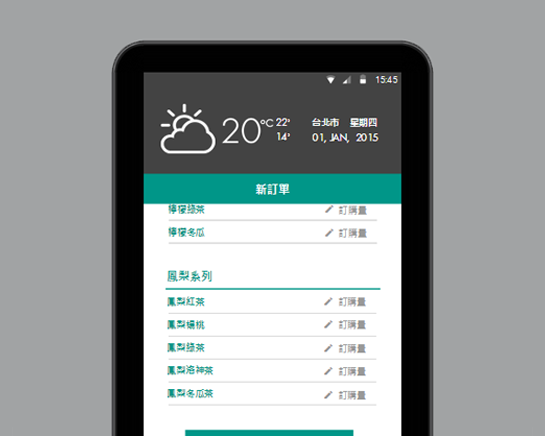 15:45
20°C 22° 台北市 星期四
14° 01, JAN, 2015
新訂單
檸檬綠茶 訂購量
檸檬冬瓜 訂購量
鳳梨系列
鳳梨紅茶 訂購量
鳳梨楊桃 訂購量
鳳梨綠茶 訂購量
鳳梨洛神茶 訂購量
鳳梨冬瓜茶 訂購量